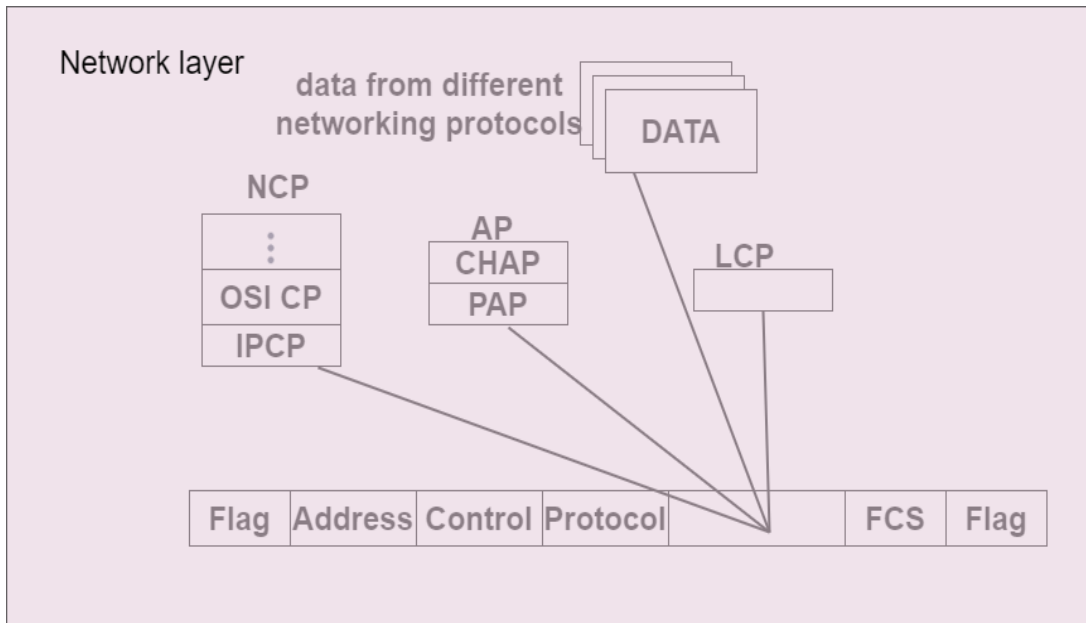 Network layer
data from different
networking protocols
DATA
NCP
⋮
OSI CP
IPCP
AP
CHAP
PAP
LCP
Flag Address Control Protocol FCS Flag